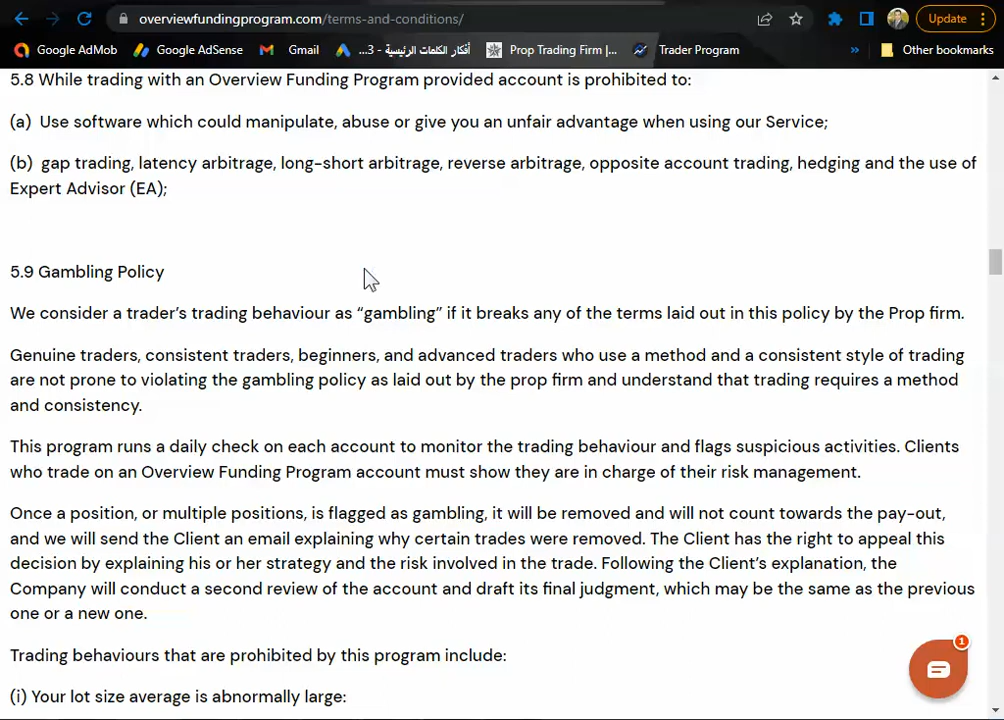 overviewfundingprogram.com/terms-and-conditions/
Update
Google AdMob
Google AdSense
Gmail
أفكار الكلمات الرئيسية - 3...
Prop Trading Firm |...
Trader Program
»
Other bookmarks
5.8 While trading with an Overview Funding Program provided account is prohibited to:
(a) Use software which could manipulate, abuse or give you an unfair advantage when using our Service;
(b) gap trading, latency arbitrage, long-short arbitrage, reverse arbitrage, opposite account trading, hedging and the use of
Expert Advisor (EA);
5.9 Gambling Policy
We consider a trader’s trading behaviour as “gambling” if it breaks any of the terms laid out in this policy by the Prop firm.
Genuine traders, consistent traders, beginners, and advanced traders who use a method and a consistent style of trading
are not prone to violating the gambling policy as laid out by the prop firm and understand that trading requires a method
and consistency.
This program runs a daily check on each account to monitor the trading behaviour and flags suspicious activities. Clients
who trade on an Overview Funding Program account must show they are in charge of their risk management.
Once a position, or multiple positions, is flagged as gambling, it will be removed and will not count towards the pay-out,
and we will send the Client an email explaining why certain trades were removed. The Client has the right to appeal this
decision by explaining his or her strategy and the risk involved in the trade. Following the Client’s explanation, the
Company will conduct a second review of the account and draft its final judgment, which may be the same as the previous
one or a new one.
Trading behaviours that are prohibited by this program include:
(i) Your lot size average is abnormally large:
1